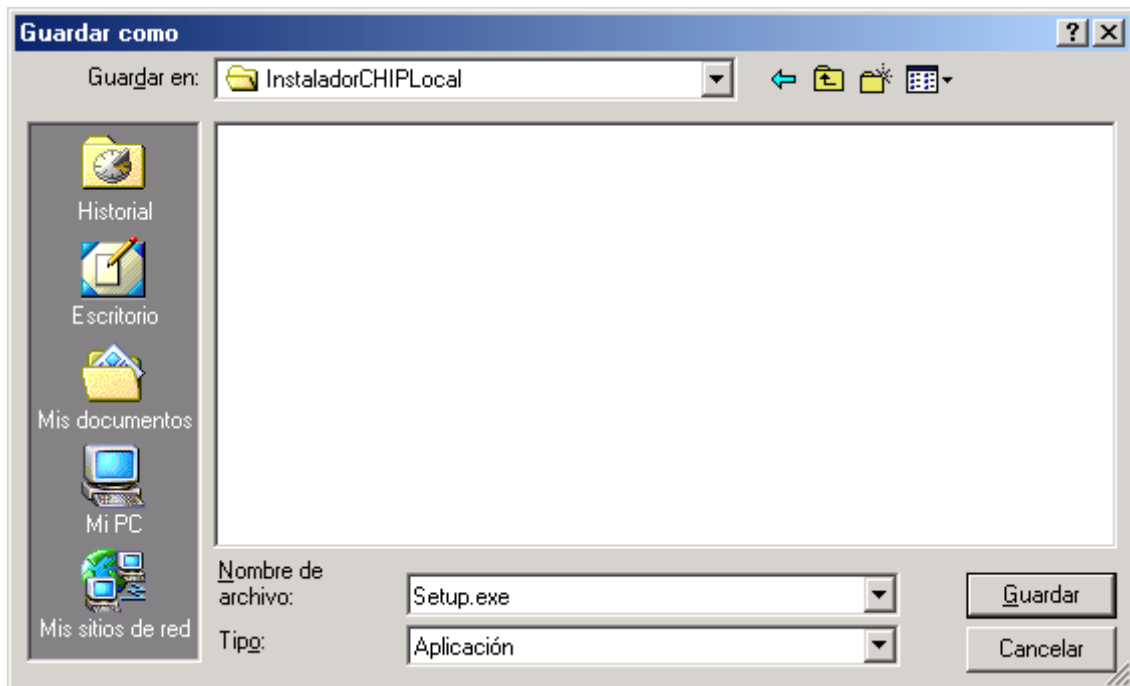 Guardar como
Guardar en:
InstaladorCHIPLocal
Historial
Escritorio
Mis documentos
Mi PC
Mis sitios de red
Nombre de
archivo:
Setup.exe
Guardar
Tipo:
Aplicación
Cancelar